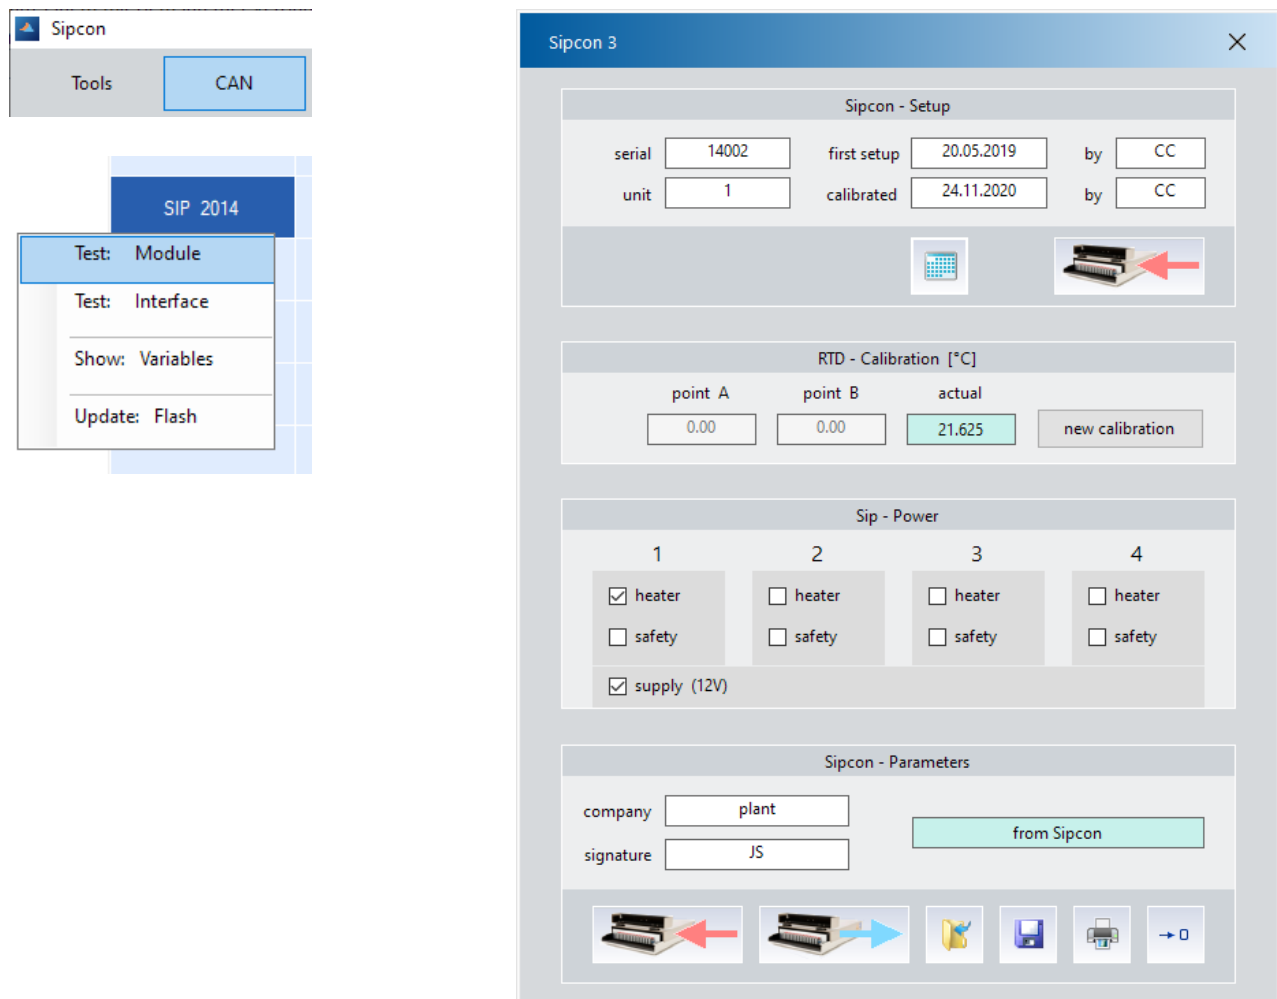 Sipcon
Tools CAN
SIP 2014
Test: Module
Test: Interface
Show: Variables
Update: Flash
Sipcon 3
Sipcon - Setup
serial 14002 first setup 20.05.2019 by CC
unit 1 calibrated 24.11.2020 by CC
RTD - Calibration [°C]
point A point B actual
0.00 0.00 21.625 new calibration
Sip - Power
1 2 3 4
heater heater heater heater
safety safety safety safety
supply (12V)
Sipcon - Parameters
company plant
from Sipcon
signature JS
0